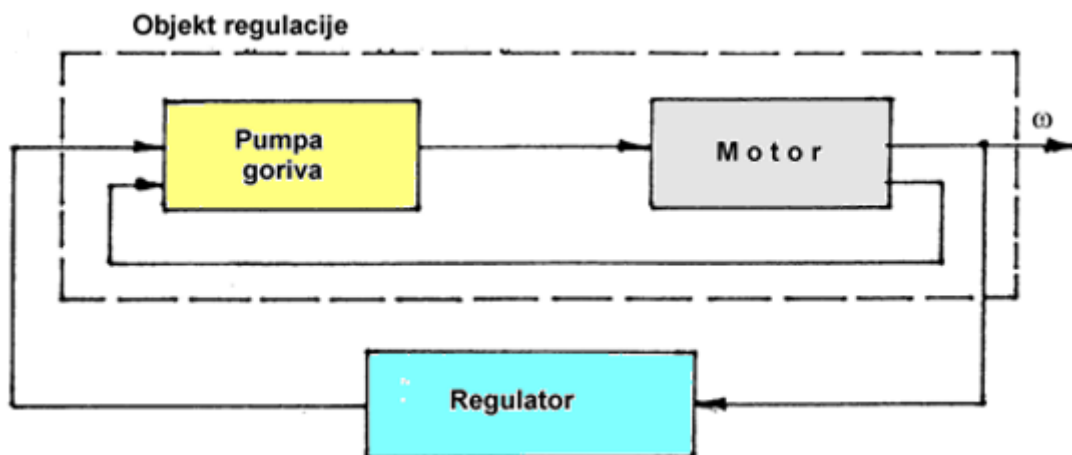 Objekt regulacije
Pumpa
goriva
Motor
ω
Regulator